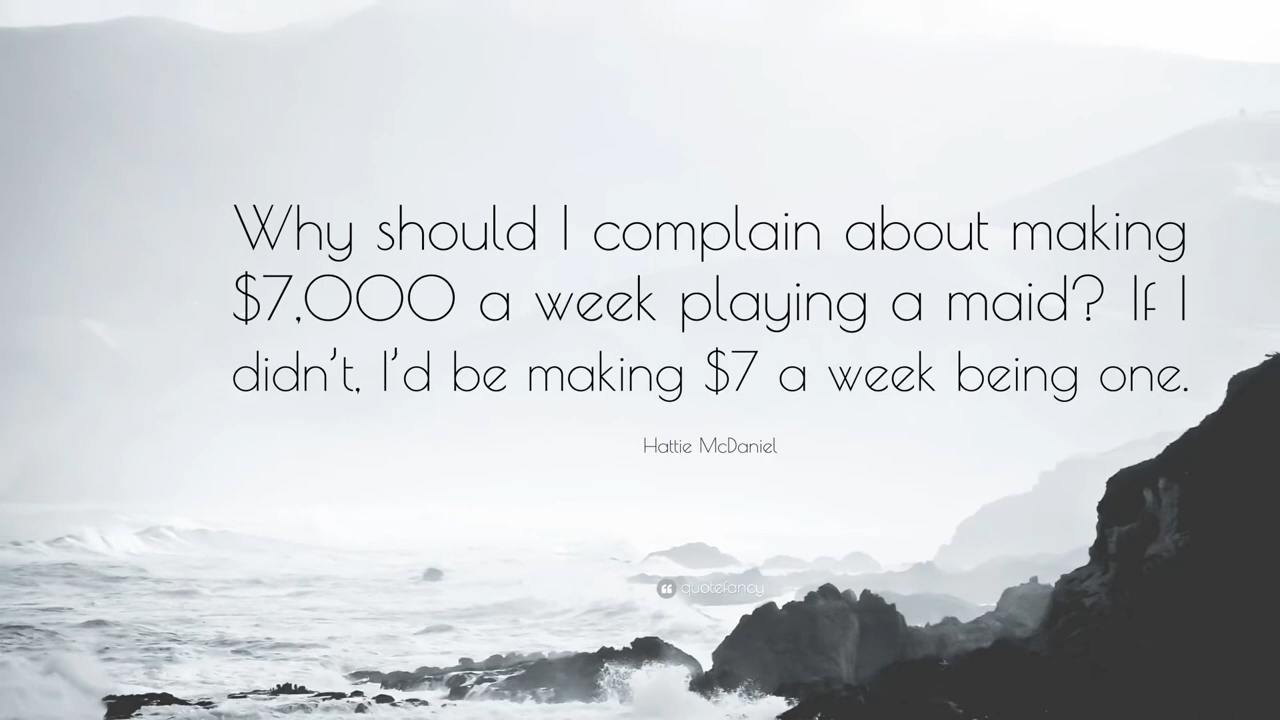 Why should I complain about making
$7,000 a week playing a maid? If I
didn’t, I’d be making $7 a week being one.
Hattie McDaniel
quotefancy